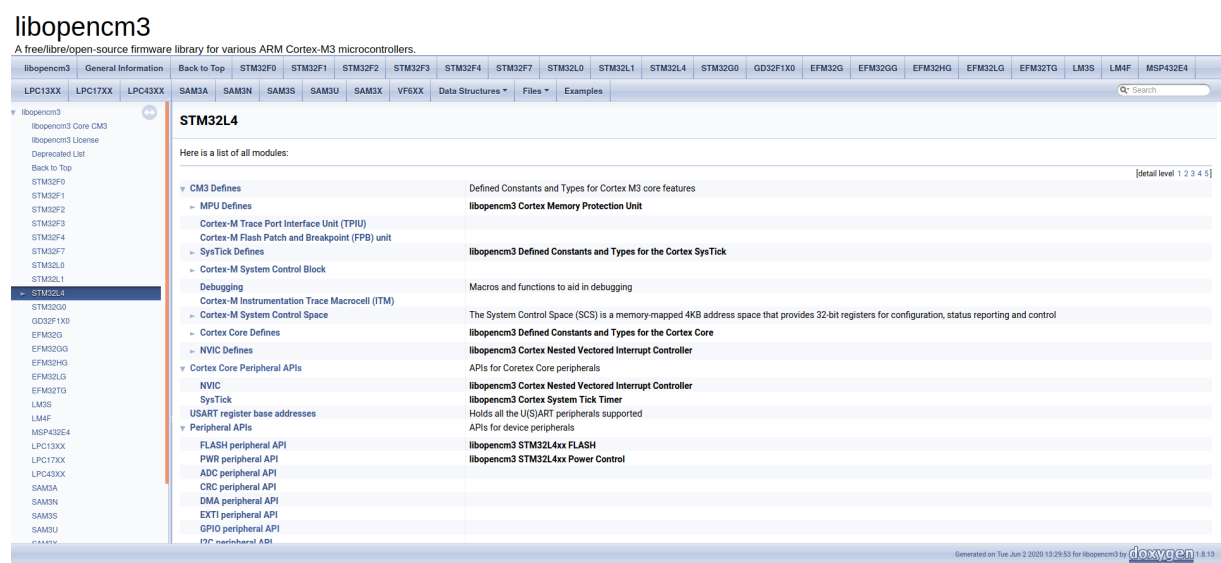 libopencm3
A free/libre/open-source firmware library for various ARM Cortex-M3 microcontrollers.
libopencm3 General Information Back to Top STM32F0 STM32F1 STM32F2 STM32F3 STM32F4 STM32F7 STM32L0 STM32L1 STM32L4 STM32G0 GD32F1X0 EFM32G EFM32GG EFM32HG EFM32LG EFM32TG LM3S LM4F MSP432E4
LPC13XX LPC17XX LPC43XX SAM3A SAM3N SAM3S SAM3U SAM3X VF6XX Data Structures Files Examples Search
libopencm3
libopencm3 Core CM3
libopencm3 License
Deprecated List
Back to Top
STM32F0
STM32F1
STM32F2
STM32F3
STM32F4
STM32F7
STM32L0
STM32L1
STM32L4
STM32G0
GD32F1X0
EFM32G
EFM32GG
EFM32HG
EFM32LG
EFM32TG
LM3S
LM4F
MSP432E4
LPC13XX
LPC17XX
LPC43XX
SAM3A
SAM3N
SAM3S
SAM3U
SAM3X
STM32L4
Here is a list of all modules:
[detail level 1 2 3 4 5]
CM3 Defines Defined Constants and Types for Cortex M3 core features
MPU Defines libopencm3 Cortex Memory Protection Unit
Cortex-M Trace Port Interface Unit (TPIU)
Cortex-M Flash Patch and Breakpoint (FPB) unit
SysTick Defines libopencm3 Defined Constants and Types for the Cortex SysTick
Cortex-M System Control Block
Debugging Macros and functions to aid in debugging
Cortex-M Instrumentation Trace Macrocell (ITM)
Cortex-M System Control Space The System Control Space (SCS) is a memory-mapped 4KB address space that provides 32-bit registers for configuration, status reporting and control
Cortex Core Defines libopencm3 Defined Constants and Types for the Cortex Core
NVIC Defines libopencm3 Cortex Nested Vectored Interrupt Controller
Cortex Core Peripheral APIs APIs for Coretex Core peripherals
NVIC libopencm3 Cortex Nested Vectored Interrupt Controller
SysTick libopencm3 Cortex System Tick Timer
USART register base addresses Holds all the U(S)ART peripherals supported
Peripheral APIs APIs for device peripherals
FLASH peripheral API libopencm3 STM32L4xx FLASH
PWR peripheral API libopencm3 STM32L4xx Power Control
ADC peripheral API
CRC peripheral API
DMA peripheral API
EXTI peripheral API
GPIO peripheral API
I2C peripheral API
Generated on Tue Jun 2 2020 13:29:53 for libopencm3 by doxygen 1.8.13